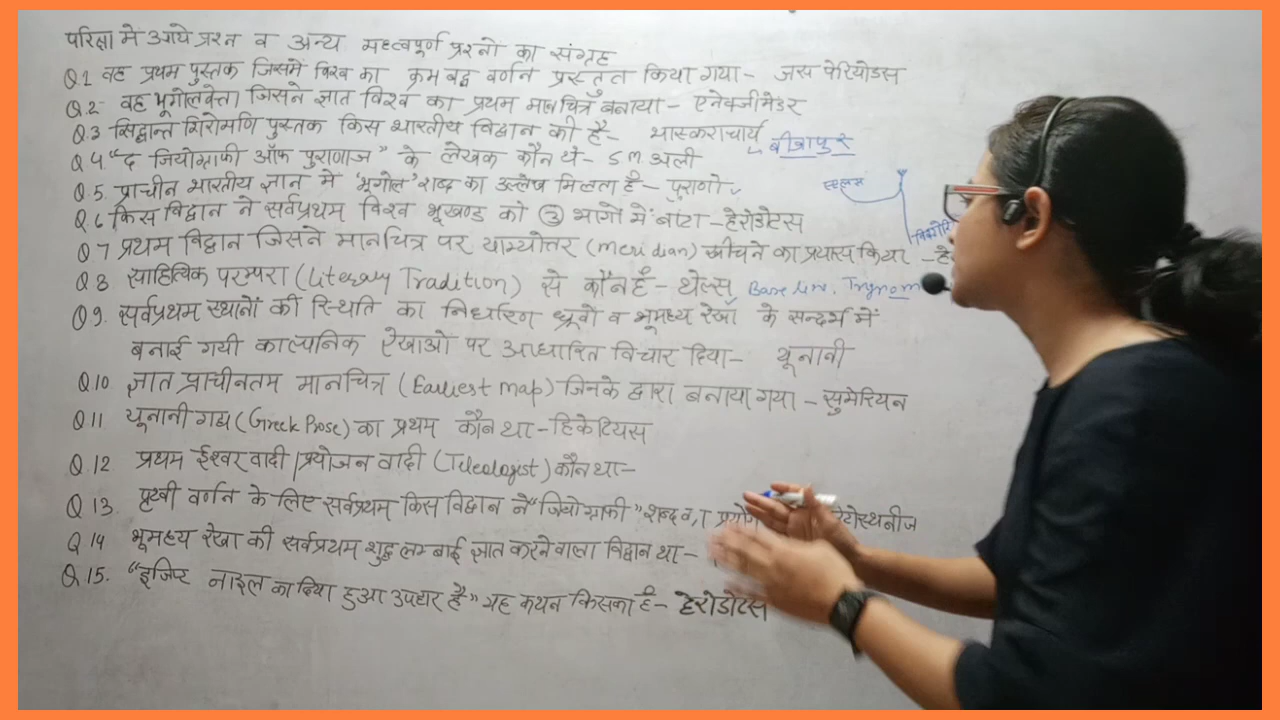 परिक्षा मे आये प्रश्न व अन्य महत्वपूर्ण प्रश्नो का संग्रह
Q.1 वह प्रथम पुस्तक जिसमें विश्व का क्रम बद्ध वर्णन प्रस्तुत किया गया - जस पेरियोडस
Q.2 - वह भूगोलवेत्ता जिसने ज्ञात विश्व का प्रथम मानचित्र बनाया - एनेक्जीमेंडर
Q.3 सिद्धान्त शिरोमणि पुस्तक किस भारतीय विद्वान की है - भास्कराचार्य
बीजापुर
Q 4 "द जियोग्राफी ऑफ पुराणाज" के लेखक कौन थे - S.M. अली
Q.5. प्राचीन भारतीय ज्ञान मे 'भूगोल' शब्द का उल्लेख मिलता है - पुराणो
Q 6 किस विद्वान ने सर्वप्रथम विश्व भूखण्ड को ③ भागों में बांटा - हेरोडोटस
Q 7 प्रथम विद्वान जिसने मानचित्र पर याम्योत्तर (Meridian) खींचने का प्रयास किया - हे
Q 8 साहित्यिक परम्परा (Literary Tradition) से कौन है - थेल्स
Q 9. सर्वप्रथम स्थानों की स्थिति का निर्धारण ध्रुवो व भूमध्य रेखा के सन्दर्भ में
बनाई गयी काल्पनिक रेखाओं पर आधारित विचार दिया - यूनानी
Q 10. ज्ञात प्राचीनतम मानचित्र (Earliest map) जिनके द्वारा बनाया गया - सुमेरियन
Q 11 यूनानी गद्य (Greek Prose) का प्रथम कौन था - हिकेटियस
Q. 12. प्रथम ईश्वर वादी / प्रयोजन वादी (Teleologist) कौन था -
Q 13. पृथ्वी वर्णन के लिए सर्वप्रथम किस विद्वान ने "जियोग्राफी" शब्द का प्रयोग टोस्थनीज
Q 14 भूमध्य रेखा की सर्वप्रथम शुद्ध लम्बाई ज्ञात करने वाला विद्वान था -
Q. 15. "इजिप्ट नाइल का दिया हुआ उपहार है" यह कथन किसका है - हेरोडोटस